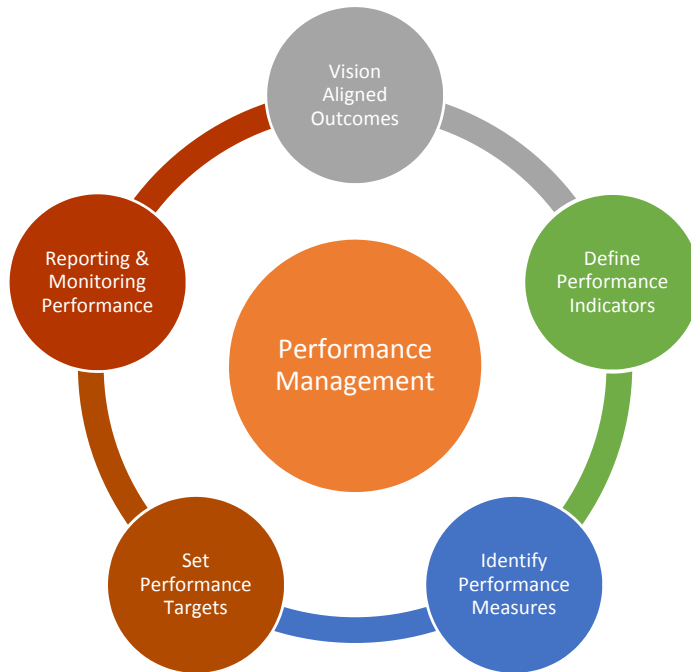 Vision
Aligned
Outcomes
Define
Performance
Indicators
Identify
Performance
Measures
Set
Performance
Targets
Reporting &
Monitoring
Performance
Performance
Management